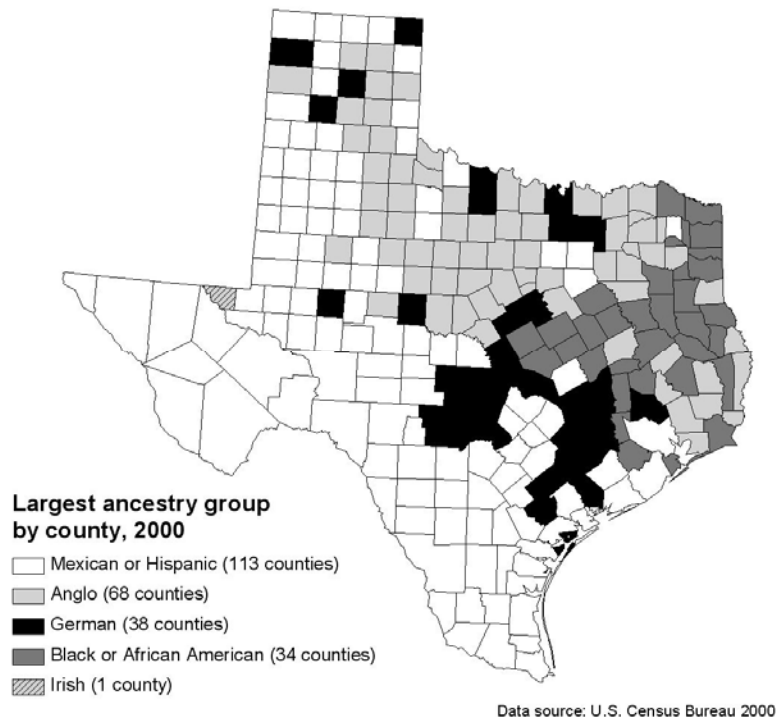 Largest ancestry group
by county, 2000
Mexican or Hispanic (113 counties)
Anglo (68 counties)
German (38 counties)
Black or African American (34 counties)
Irish (1 county)
Data source: U.S. Census Bureau 2000